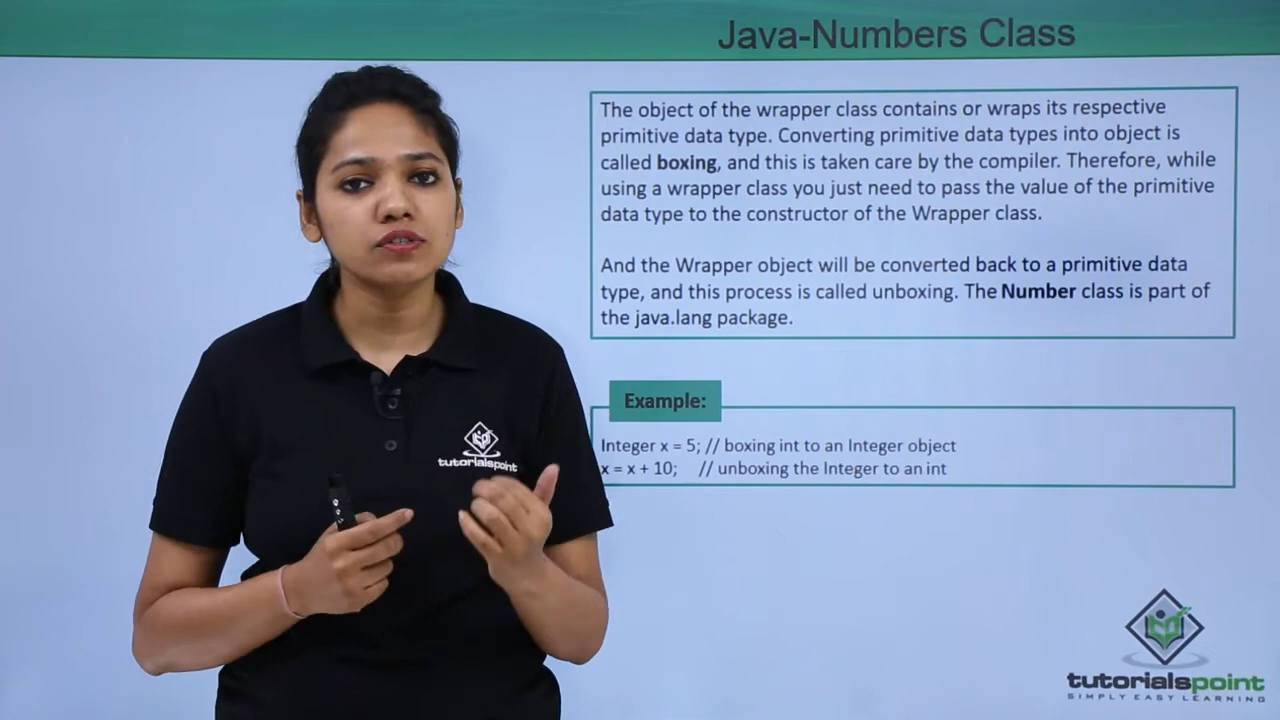 Java-Numbers Class
The object of the wrapper class contains or wraps its respective
primitive data type. Converting primitive data types into object is
called boxing, and this is taken care by the compiler. Therefore, while
using a wrapper class you just need to pass the value of the primitive
data type to the constructor of the Wrapper class.
And the Wrapper object will be converted back to a primitive data
type, and this process is called unboxing. The Number class is part of
the java.lang package.
Example:
Integer x = 5; // boxing int to an Integer object
x = x + 10; // unboxing the Integer to an int
tutorialspoint
tutorialspoint
SIMPLY EASY LEARNING